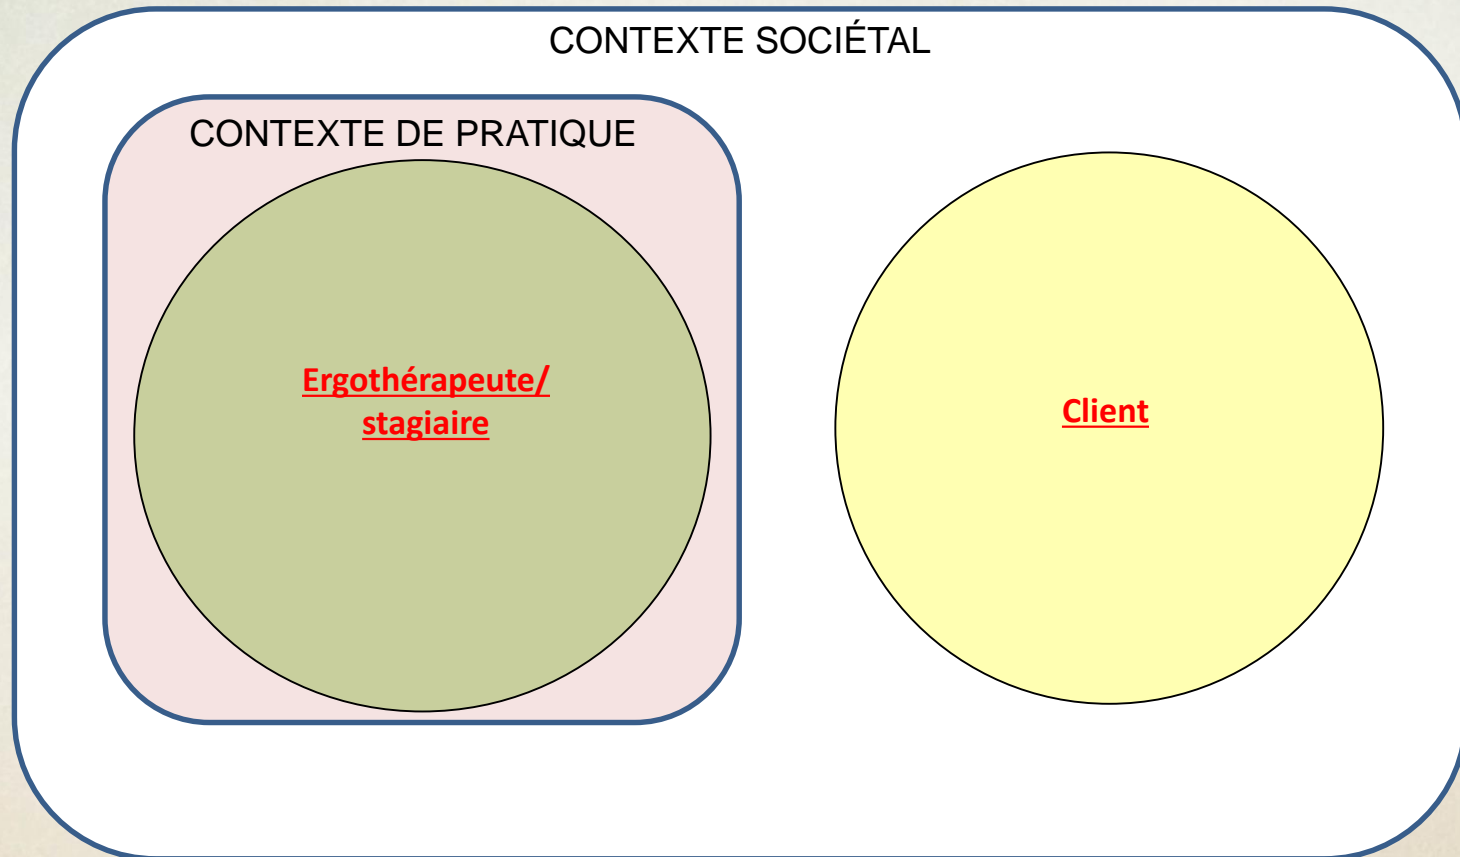 CONTEXTE SOCIÉTAL
CONTEXTE DE PRATIQUE
Ergothérapeute/
stagiaire
Client